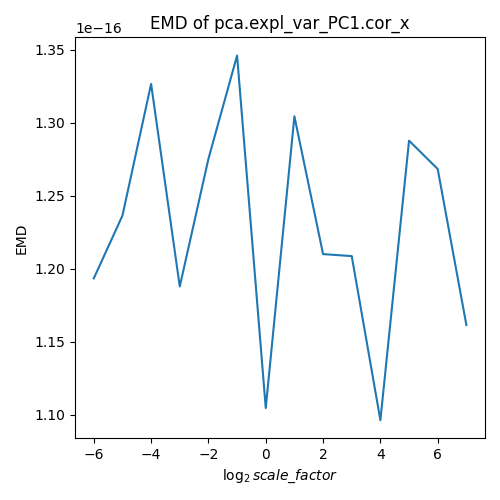 EMD of pca.expl_var_PC1.cor_x
1e−16
1.35
1.30
1.25
1.20
1.15
1.10
EMD
−6 −4 −2 0 2 4 6
log₂ scale_factor